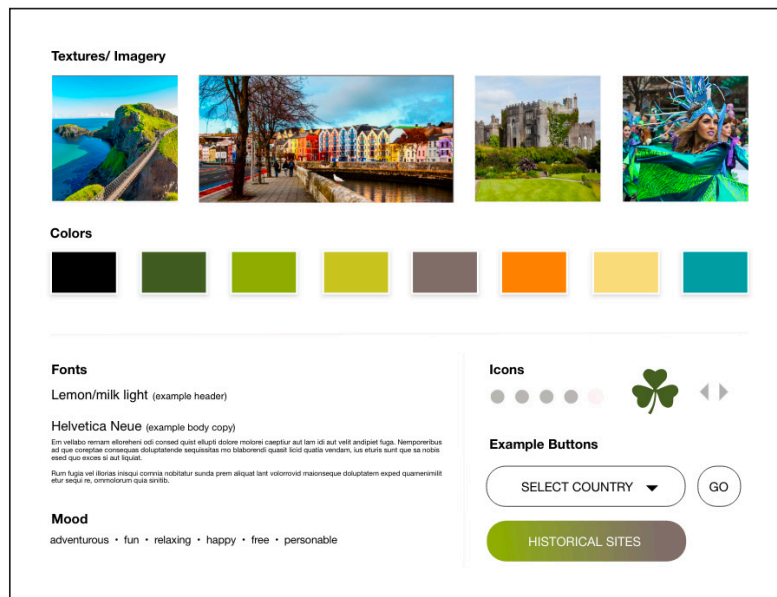 Textures/ Imagery
Colors
Fonts
Lemon/milk light (example header)
Helvetica Neue (example body copy)
Em vellabo rernam elloreheni odi consed quist ellupti dolore molorei caeptiur aut lam idi aut velit andipiet fuga. Nemporeribus
ad que coreptae consequas doluptatende sequissitas mo blaborendi quasit licid quatia vendam, ius eturis sunt que sa nobis
esed quo exces si aut liquiat.
Rum fugia vel illorias inisqui comnia nobitatur sunda prem aliquat lant volorrovid maionseque doluptatem exped quamenimilit
etur sequi re, ommolorum quia sinitib.
Mood
adventurous • fun • relaxing • happy • free • personable
Icons
Example Buttons
SELECT COUNTRY
GO
HISTORICAL SITES